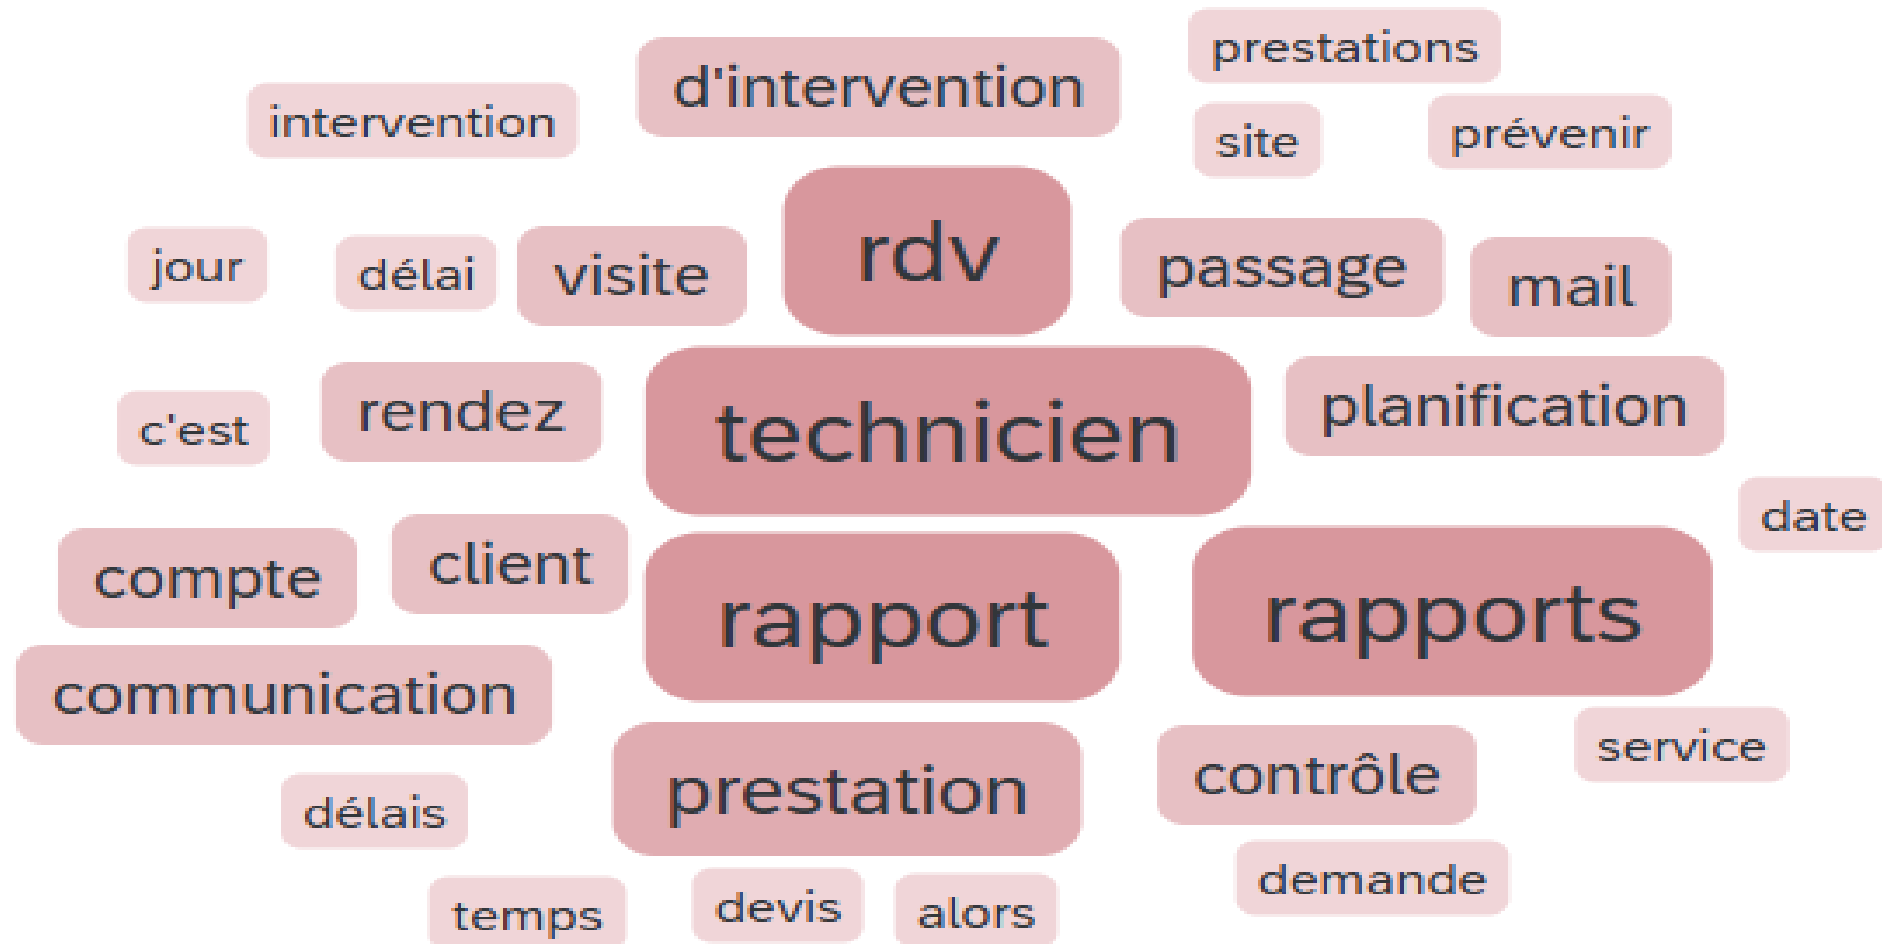 prestations
d'intervention
intervention
site
prévenir
rdv
jour
délai
visite
passage
mail
rendez
technicien
planification
c'est
date
compte
client
rapport
rapports
communication
service
délais
prestation
contrôle
demande
temps
devis
alors